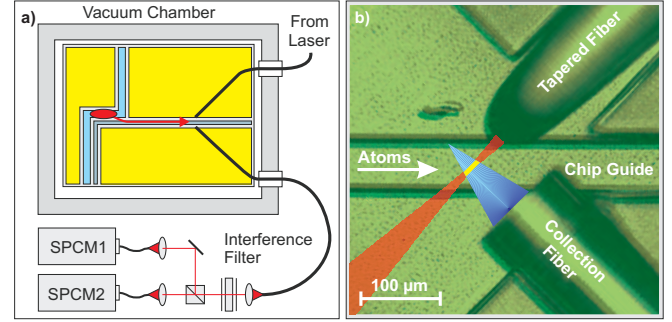 a)
Vacuum Chamber
From
Laser
SPCM1
SPCM2
Interference
Filter
b)
Tapered Fiber
Atoms
Chip Guide
Collection
Fiber
100 µm